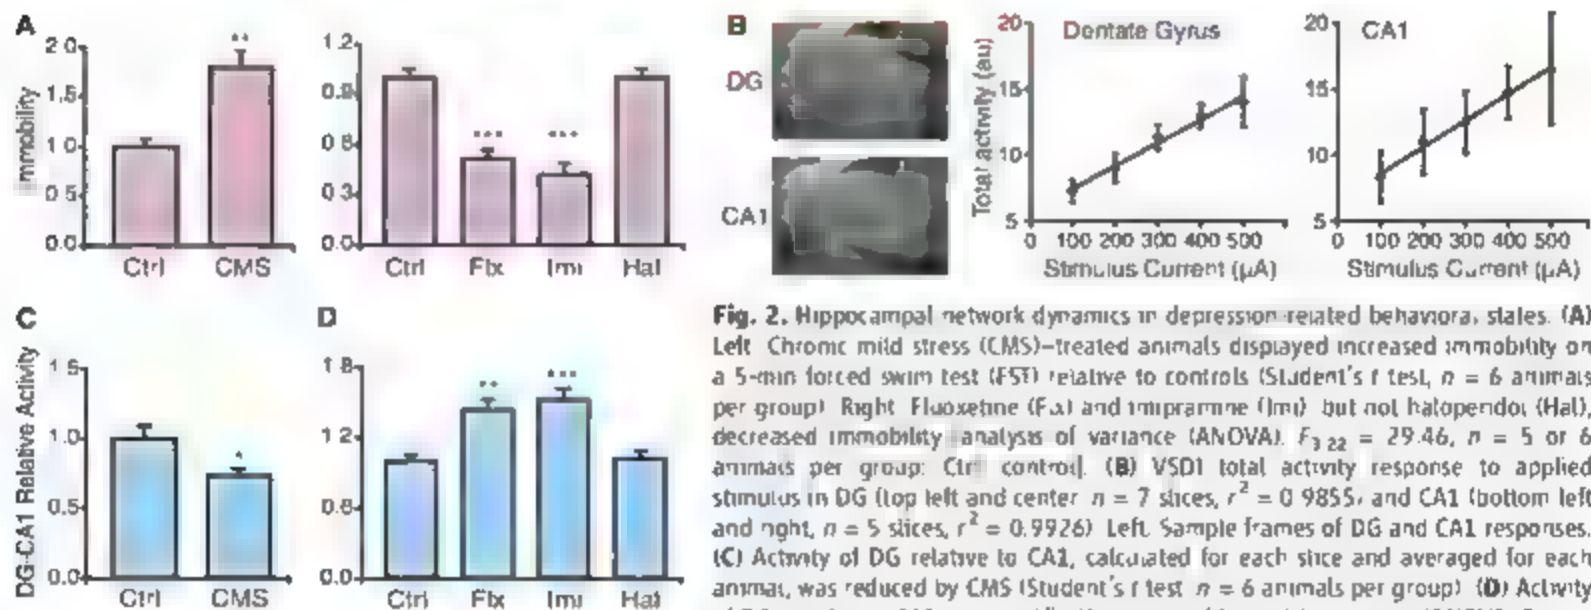 A
2.0
1.5
1.0
0.5
0.0
Immobility
**
Ctrl CMS
1.2
0.9
0.6
0.3
0.0
*** ***
Ctrl Flx Imi Hal
B
DG
CA1
Total activity (au)
20
15
10
5
Dentate Gyrus
0 100 200 300 400 500
Stimulus Current (µA)
20
15
10
5
CA1
0 100 200 300 400 500
Stimulus Current (µA)
C
DG-CA1 Relative Activity
1.5
1.0
0.5
0.0
*
Ctrl CMS
D
1.8
1.2
0.6
0.0
** ***
Ctrl Flx Imi Hal
Fig. 2. Hippocampal network dynamics in depression-related behavioral states. (A)
Left. Chronic mild stress (CMS)–treated animals displayed increased immobility on
a 5-min forced swim test (FST) relative to controls (Student's t test, n = 6 animals
per group). Right. Fluoxetine (Flx) and imipramine (Imi), but not haloperidol (Hal),
decreased immobility [analysis of variance (ANOVA), F3,22 = 29.46, n = 5 or 6
animals per group; Ctrl, control]. (B) VSDI total activity response to applied
stimulus in DG (top left and center, n = 7 slices, r² = 0.9855) and CA1 (bottom left
and right, n = 5 slices, r² = 0.9926). Left. Sample frames of DG and CA1 responses.
(C) Activity of DG relative to CA1, calculated for each slice and averaged for each
animal, was reduced by CMS (Student's t test, n = 6 animals per group). (D) Activity